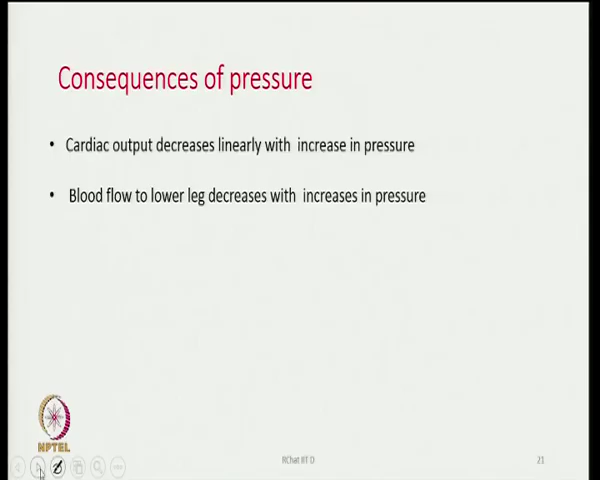 Consequences of pressure
• Cardiac output decreases linearly with increase in pressure
• Blood flow to lower leg decreases with increases in pressure
NPTEL
RChat IIT D
21